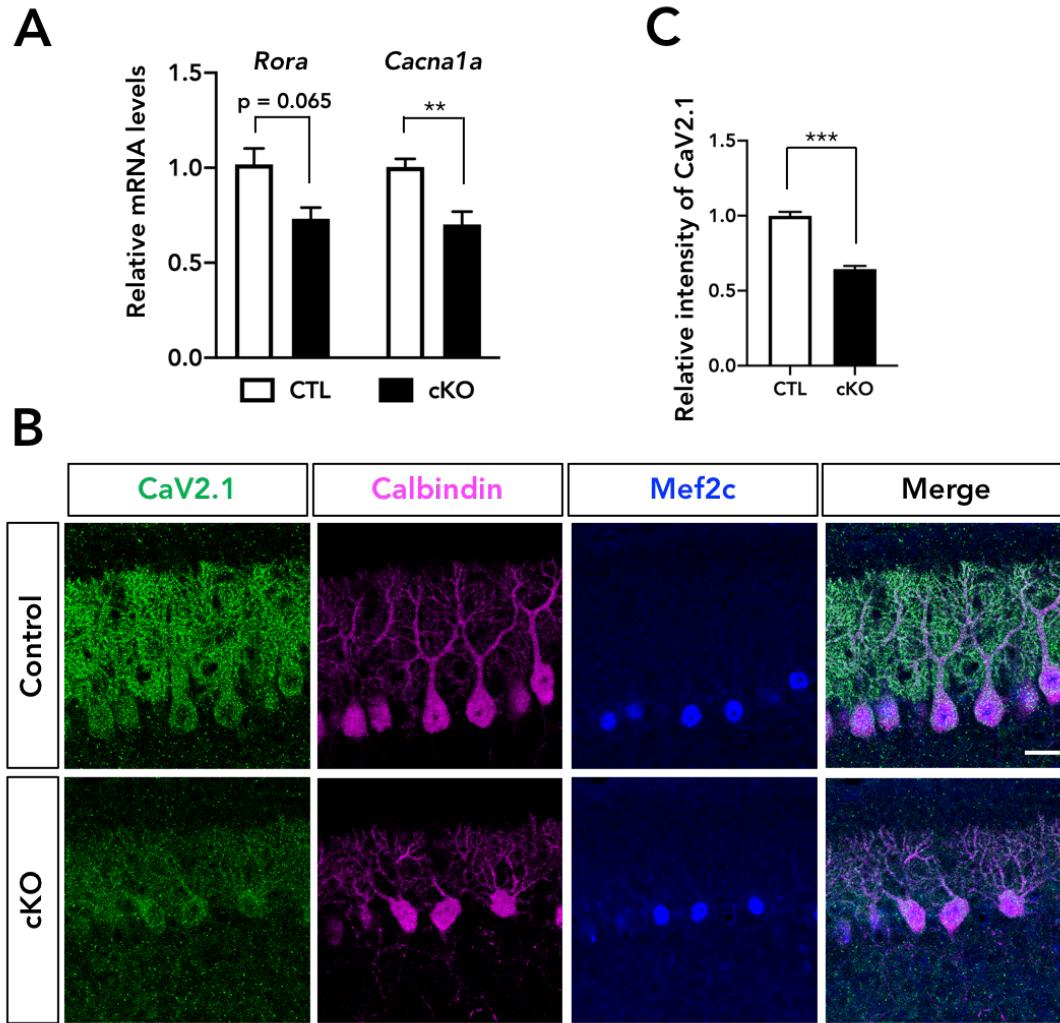 A
Relative mRNA levels
1.5
1.0
0.5
0.0
Rora
Cacna1a
p = 0.065
**
CTL
cKO
C
Relative intensity of CaV2.1
1.5
1.0
0.5
0.0
***
CTL
cKO
B
CaV2.1
Calbindin
Mef2c
Merge
Control
cKO